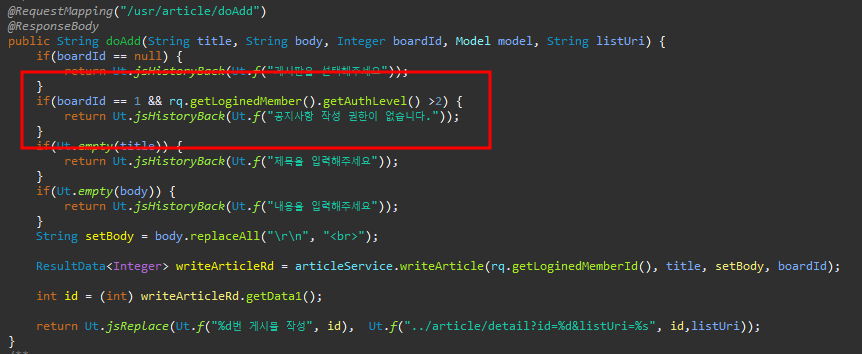 @RequestMapping("/usr/article/doAdd")
@ResponseBody
public String doAdd(String title, String body, Integer boardId, Model model, String listUri) {
if(boardId == null) {
return Ut.jsHistoryBack(Ut.f("게시판을 선택해주세요"));
}
if(boardId == 1 && rq.getLoginedMember().getAuthLevel() >2) {
return Ut.jsHistoryBack(Ut.f("공지사항 작성 권한이 없습니다."));
}
if(Ut.empty(title)) {
return Ut.jsHistoryBack(Ut.f("제목을 입력해주세요"));
}
if(Ut.empty(body)) {
return Ut.jsHistoryBack(Ut.f("내용을 입력해주세요"));
}
String setBody = body.replaceAll("\r\n", "<br>");
ResultData<Integer> writeArticleRd = articleService.writeArticle(rq.getLoginedMemberId(), title, setBody, boardId);
int id = (int) writeArticleRd.getData1();
return Ut.jsReplace(Ut.f("%d번 게시물 작성", id), Ut.f("../article/detail?id=%d&listUri=%s", id,listUri));
}
/**